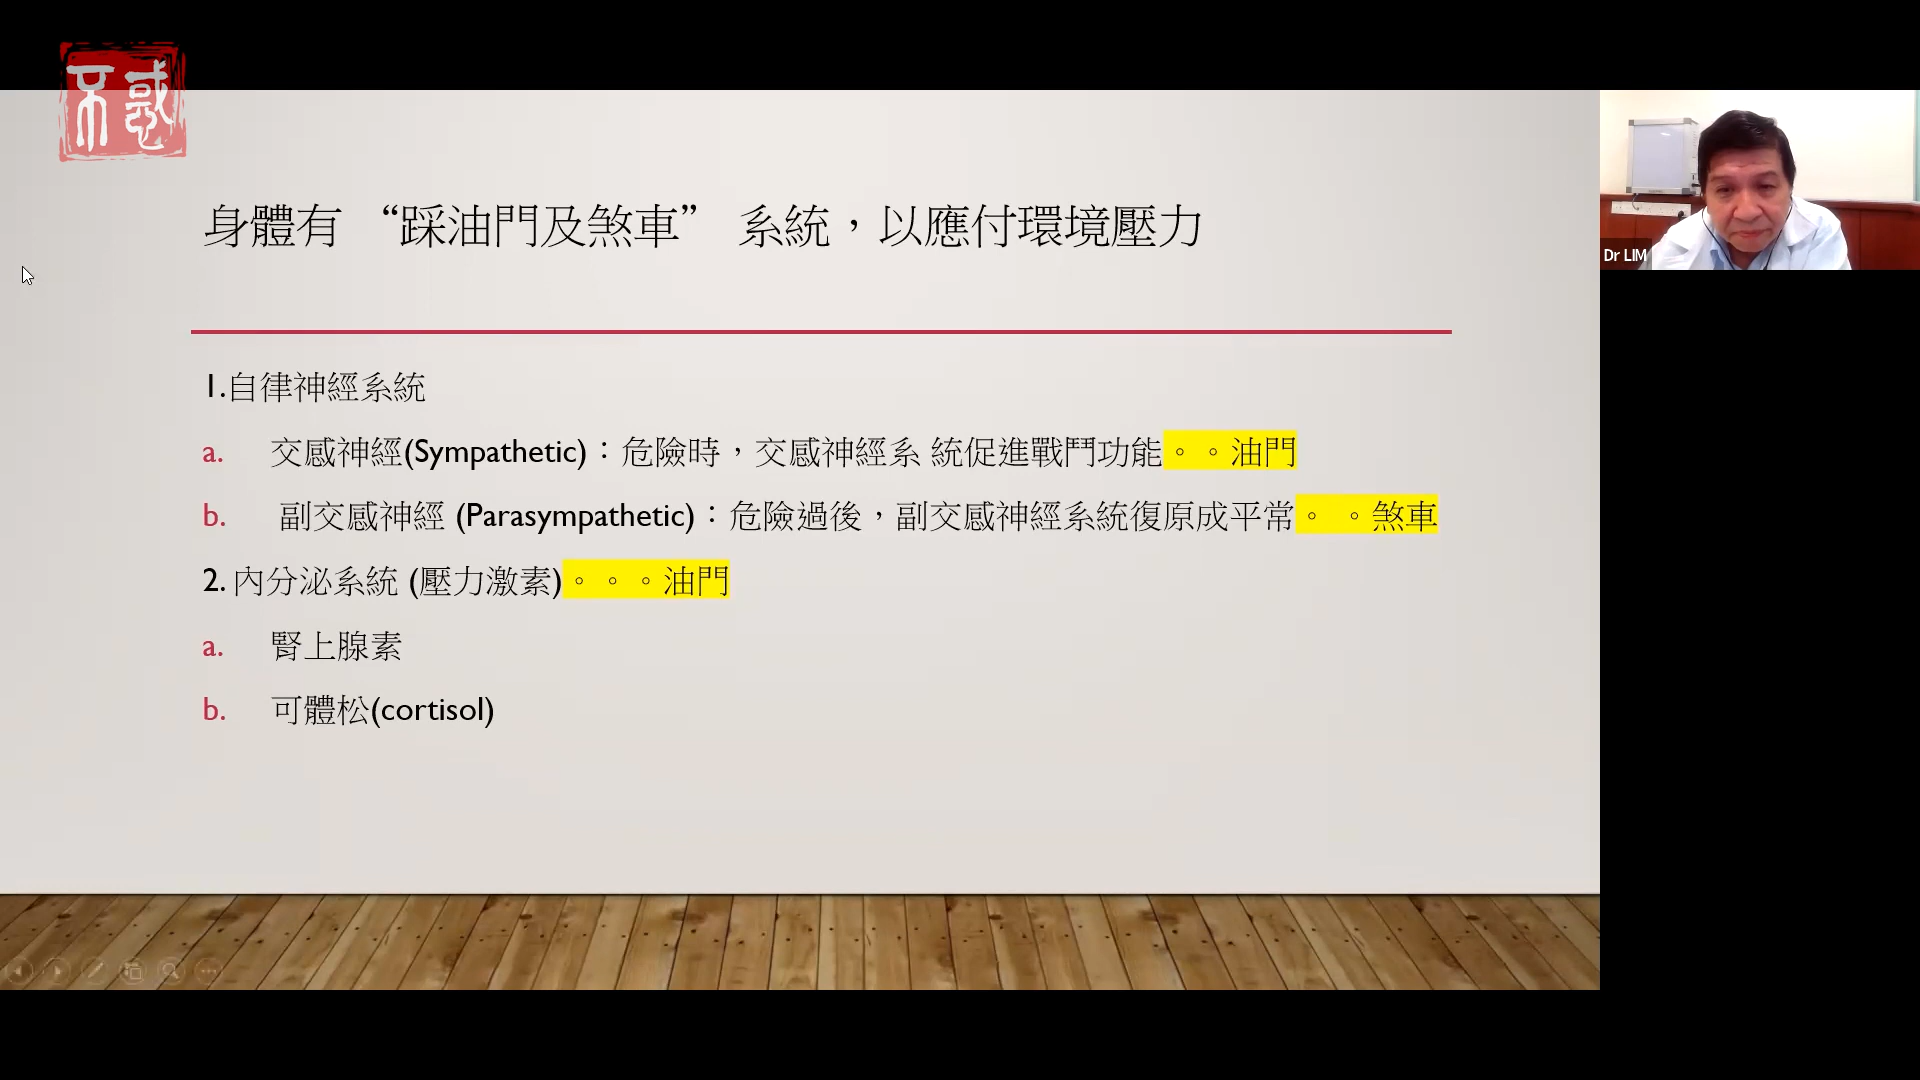 不惑
身體有 “踩油門及煞車” 系統，以應付環境壓力
1.自律神經系統
a. 交感神經(Sympathetic)：危險時，交感神經系 統促進戰鬥功能。。油門
b. 副交感神經 (Parasympathetic)：危險過後，副交感神經系統復原成平常。 。煞車
2. 內分泌系統 (壓力激素)。。。油門
a. 腎上腺素
b. 可體松(cortisol)
Dr LIM